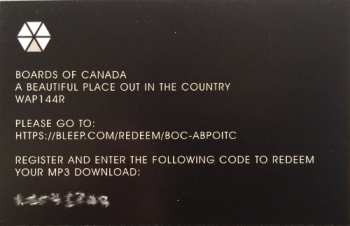 BOARDS OF CANADA
A BEAUTIFUL PLACE OUT IN THE COUNTRY
WAP144R
PLEASE GO TO:
HTTPS://BLEEP.COM/REDEEM/BOC-ABPOITC
REGISTER AND ENTER THE FOLLOWING CODE TO REDEEM
YOUR MP3 DOWNLOAD: